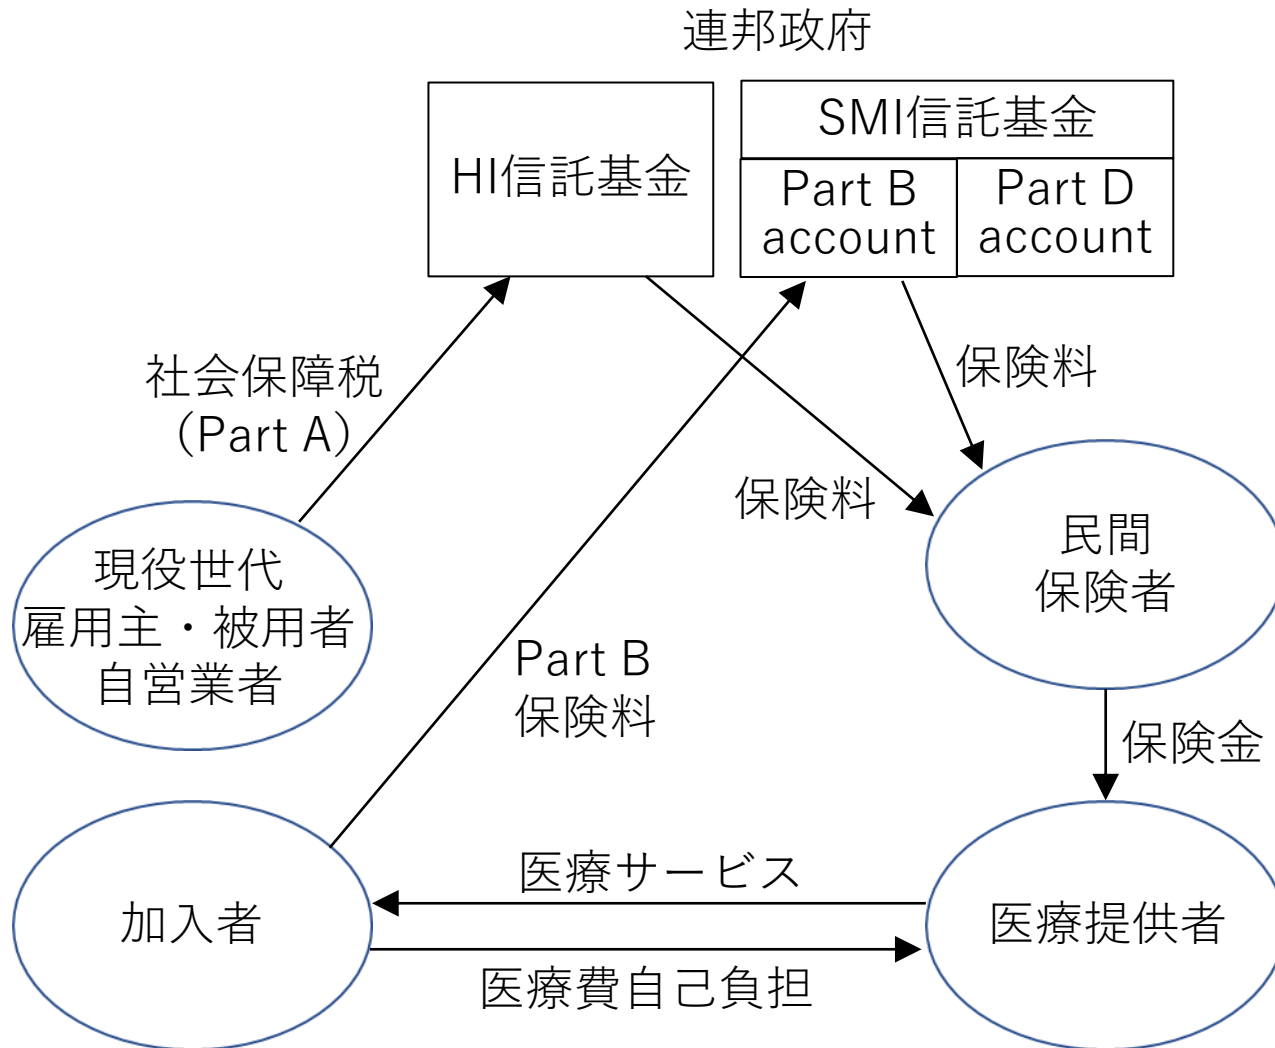 連邦政府
HI信託基金
SMI信託基金
Part B
account
Part D
account
社会保障税
（Part A）
保険料
保険料
現役世代
雇用主・被用者
自営業者
民間
保険者
Part B
保険料
保険金
医療サービス
加入者
医療提供者
医療費自己負担